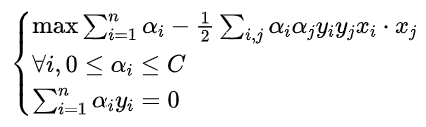 max ∑_{i=1}^{n} α_i − 1/2 ∑_{i,j} α_i α_j y_i y_j x_i · x_j
∀i, 0 ≤ α_i ≤ C
∑_{i=1}^{n} α_i y_i = 0